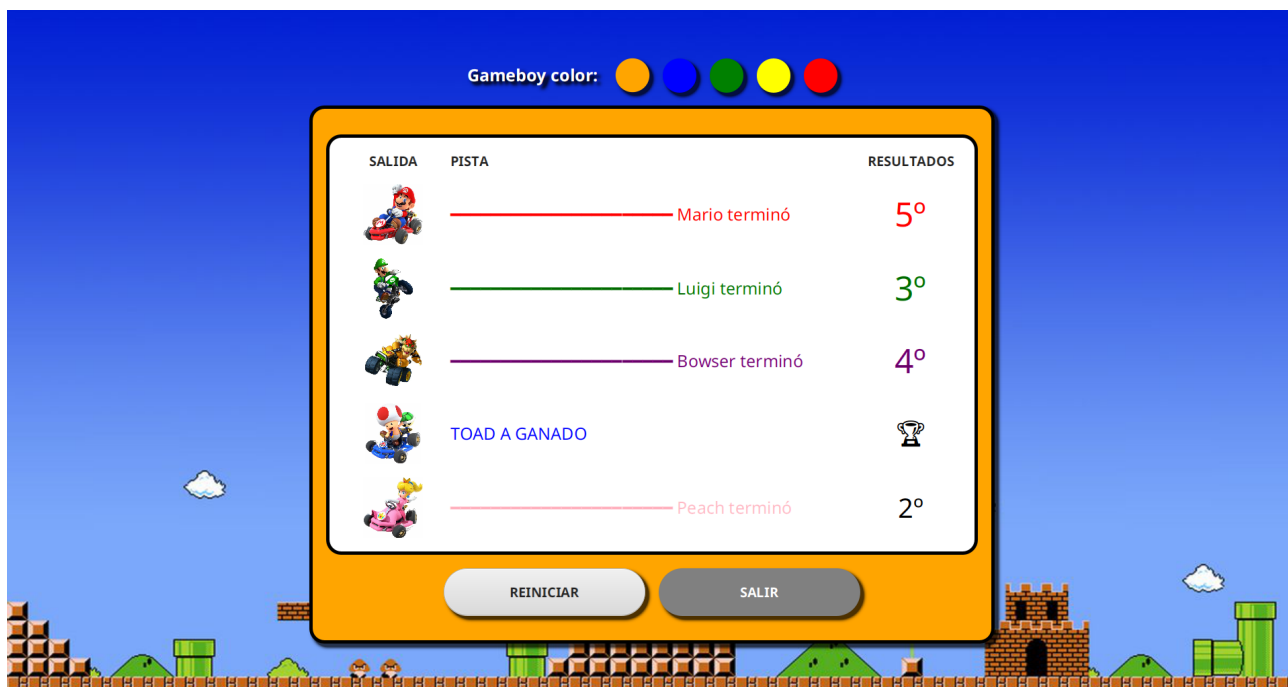 Gameboy color:
SALIDA PISTA RESULTADOS
Mario terminó 5º
Luigi terminó 3º
Bowser terminó 4º
TOAD A GANADO
Peach terminó 2º
REINICIAR SALIR